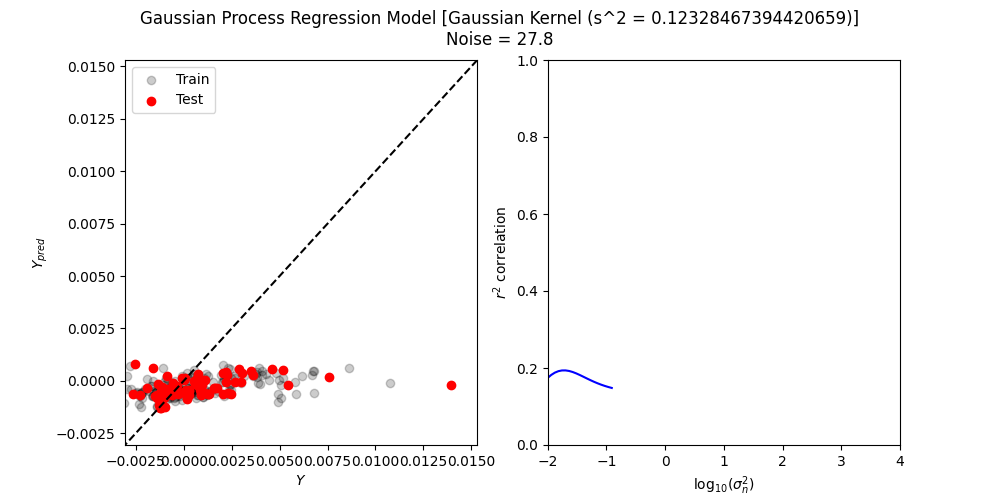 Gaussian Process Regression Model [Gaussian Kernel (s^2 = 0.12328467394420659)]
Noise = 27.8
0.0150
0.0125
0.0100
0.0075
0.0050
0.0025
0.0000
−0.0025
Y_pred
Train
Test
−0.0025 0.0000 0.0025 0.0050 0.0075 0.0100 0.0125 0.0150
Y
1.0
0.8
0.6
0.4
0.2
0.0
r² correlation
−2 −1 0 1 2 3 4
log₁₀(σₙ²)